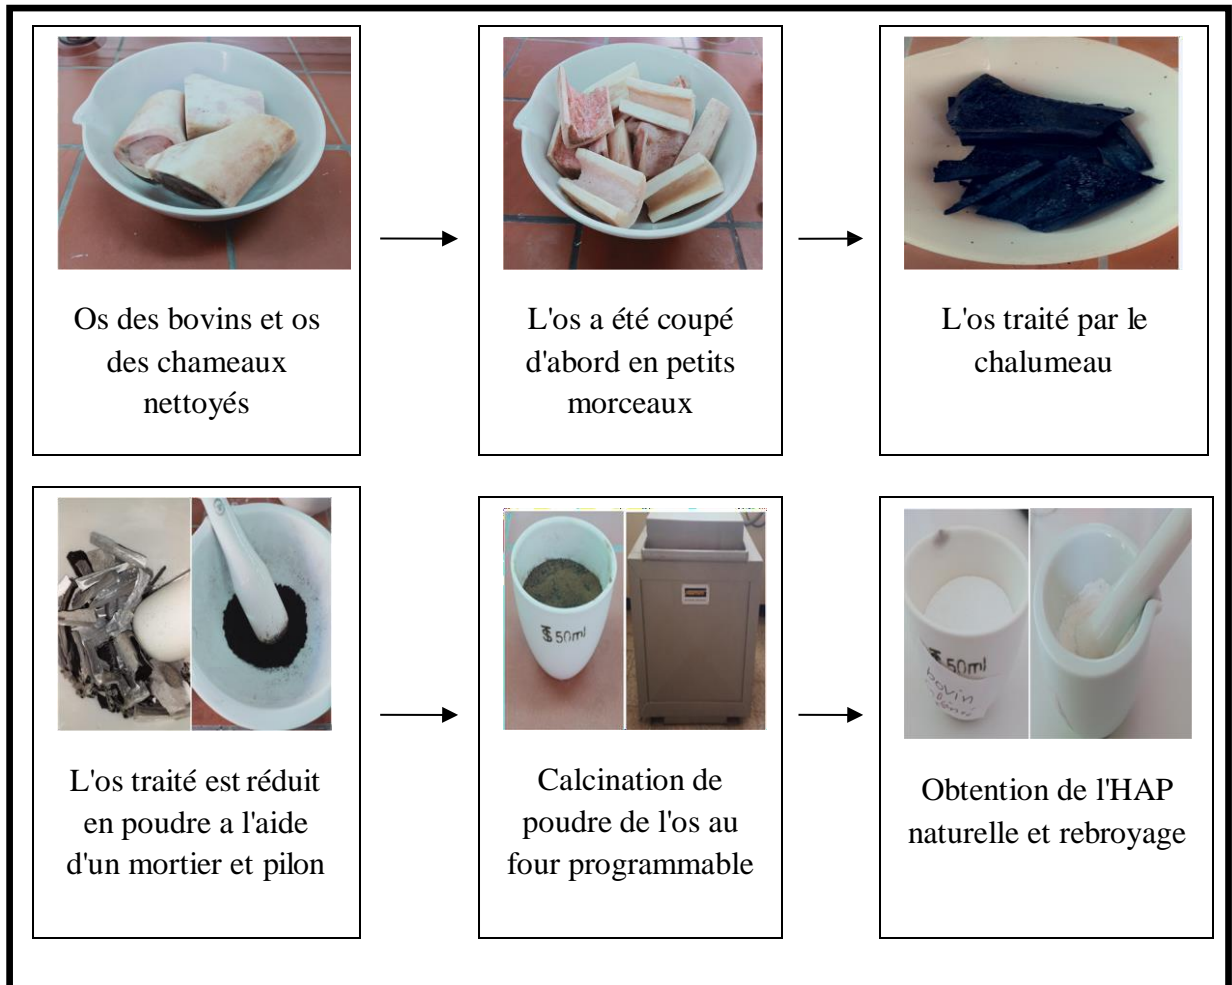 Os des bovins et os
des chameaux
nettoyés
L'os a été coupé
d'abord en petits
morceaux
L'os traité par le
chalumeau
L'os traité est réduit
en poudre a l'aide
d'un mortier et pilon
50ml
Calcination de
poudre de l'os au
four programmable
50ml
bovin
Obtention de l'HAP
naturelle et rebroyage